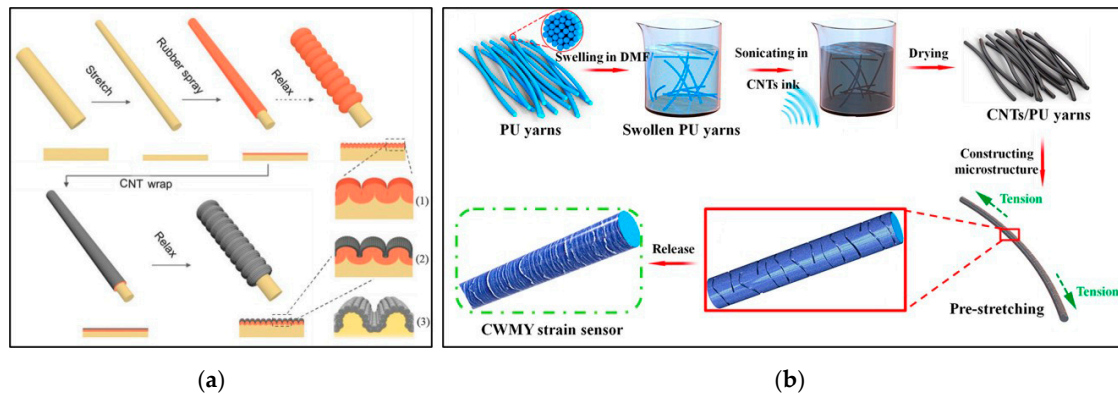 Stretch
Rubber spray
Relax
CNT wrap
Relax
(1)
(2)
(3)
Swelling in DMF
Sonicating in
CNTs ink
Drying
PU yarns
Swollen PU yarns
CNTs/PU yarns
Constructing
microstructure
Tension
Tension
Pre-stretching
Release
CWMY strain sensor
(a)
(b)